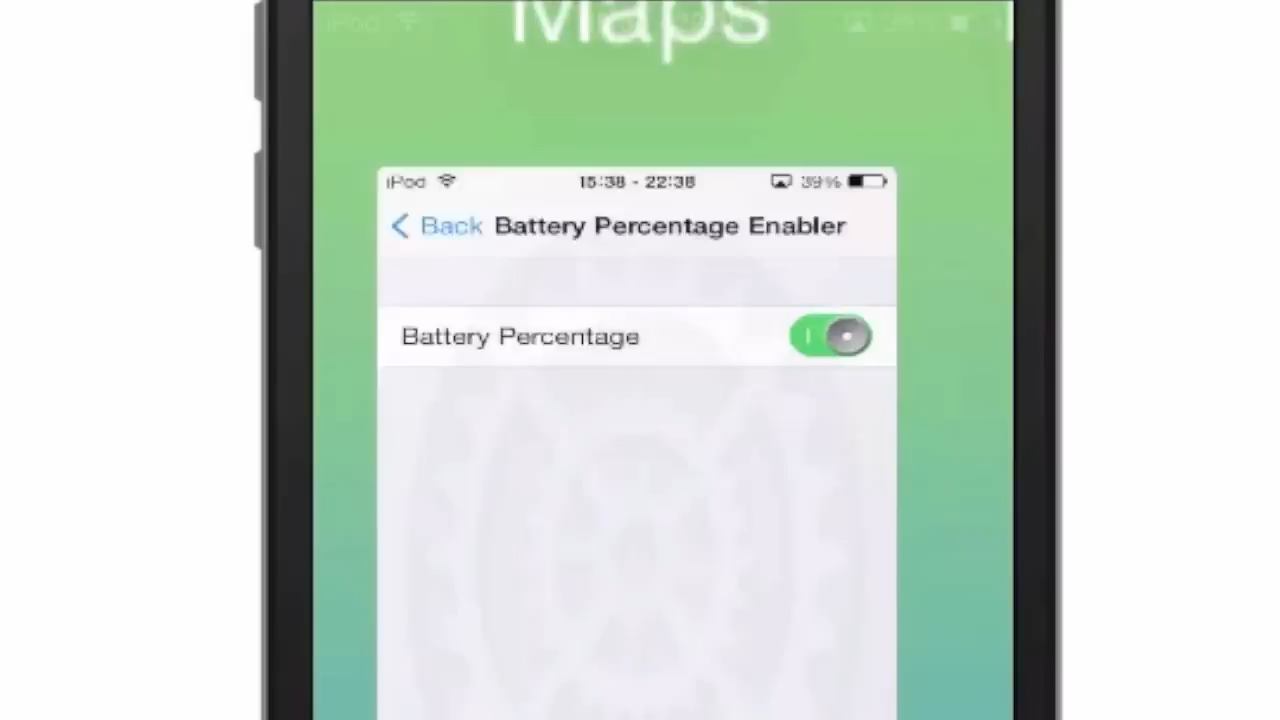 Maps
iPod
15:38 - 22:38
39%
Back
Battery Percentage Enabler
Battery Percentage